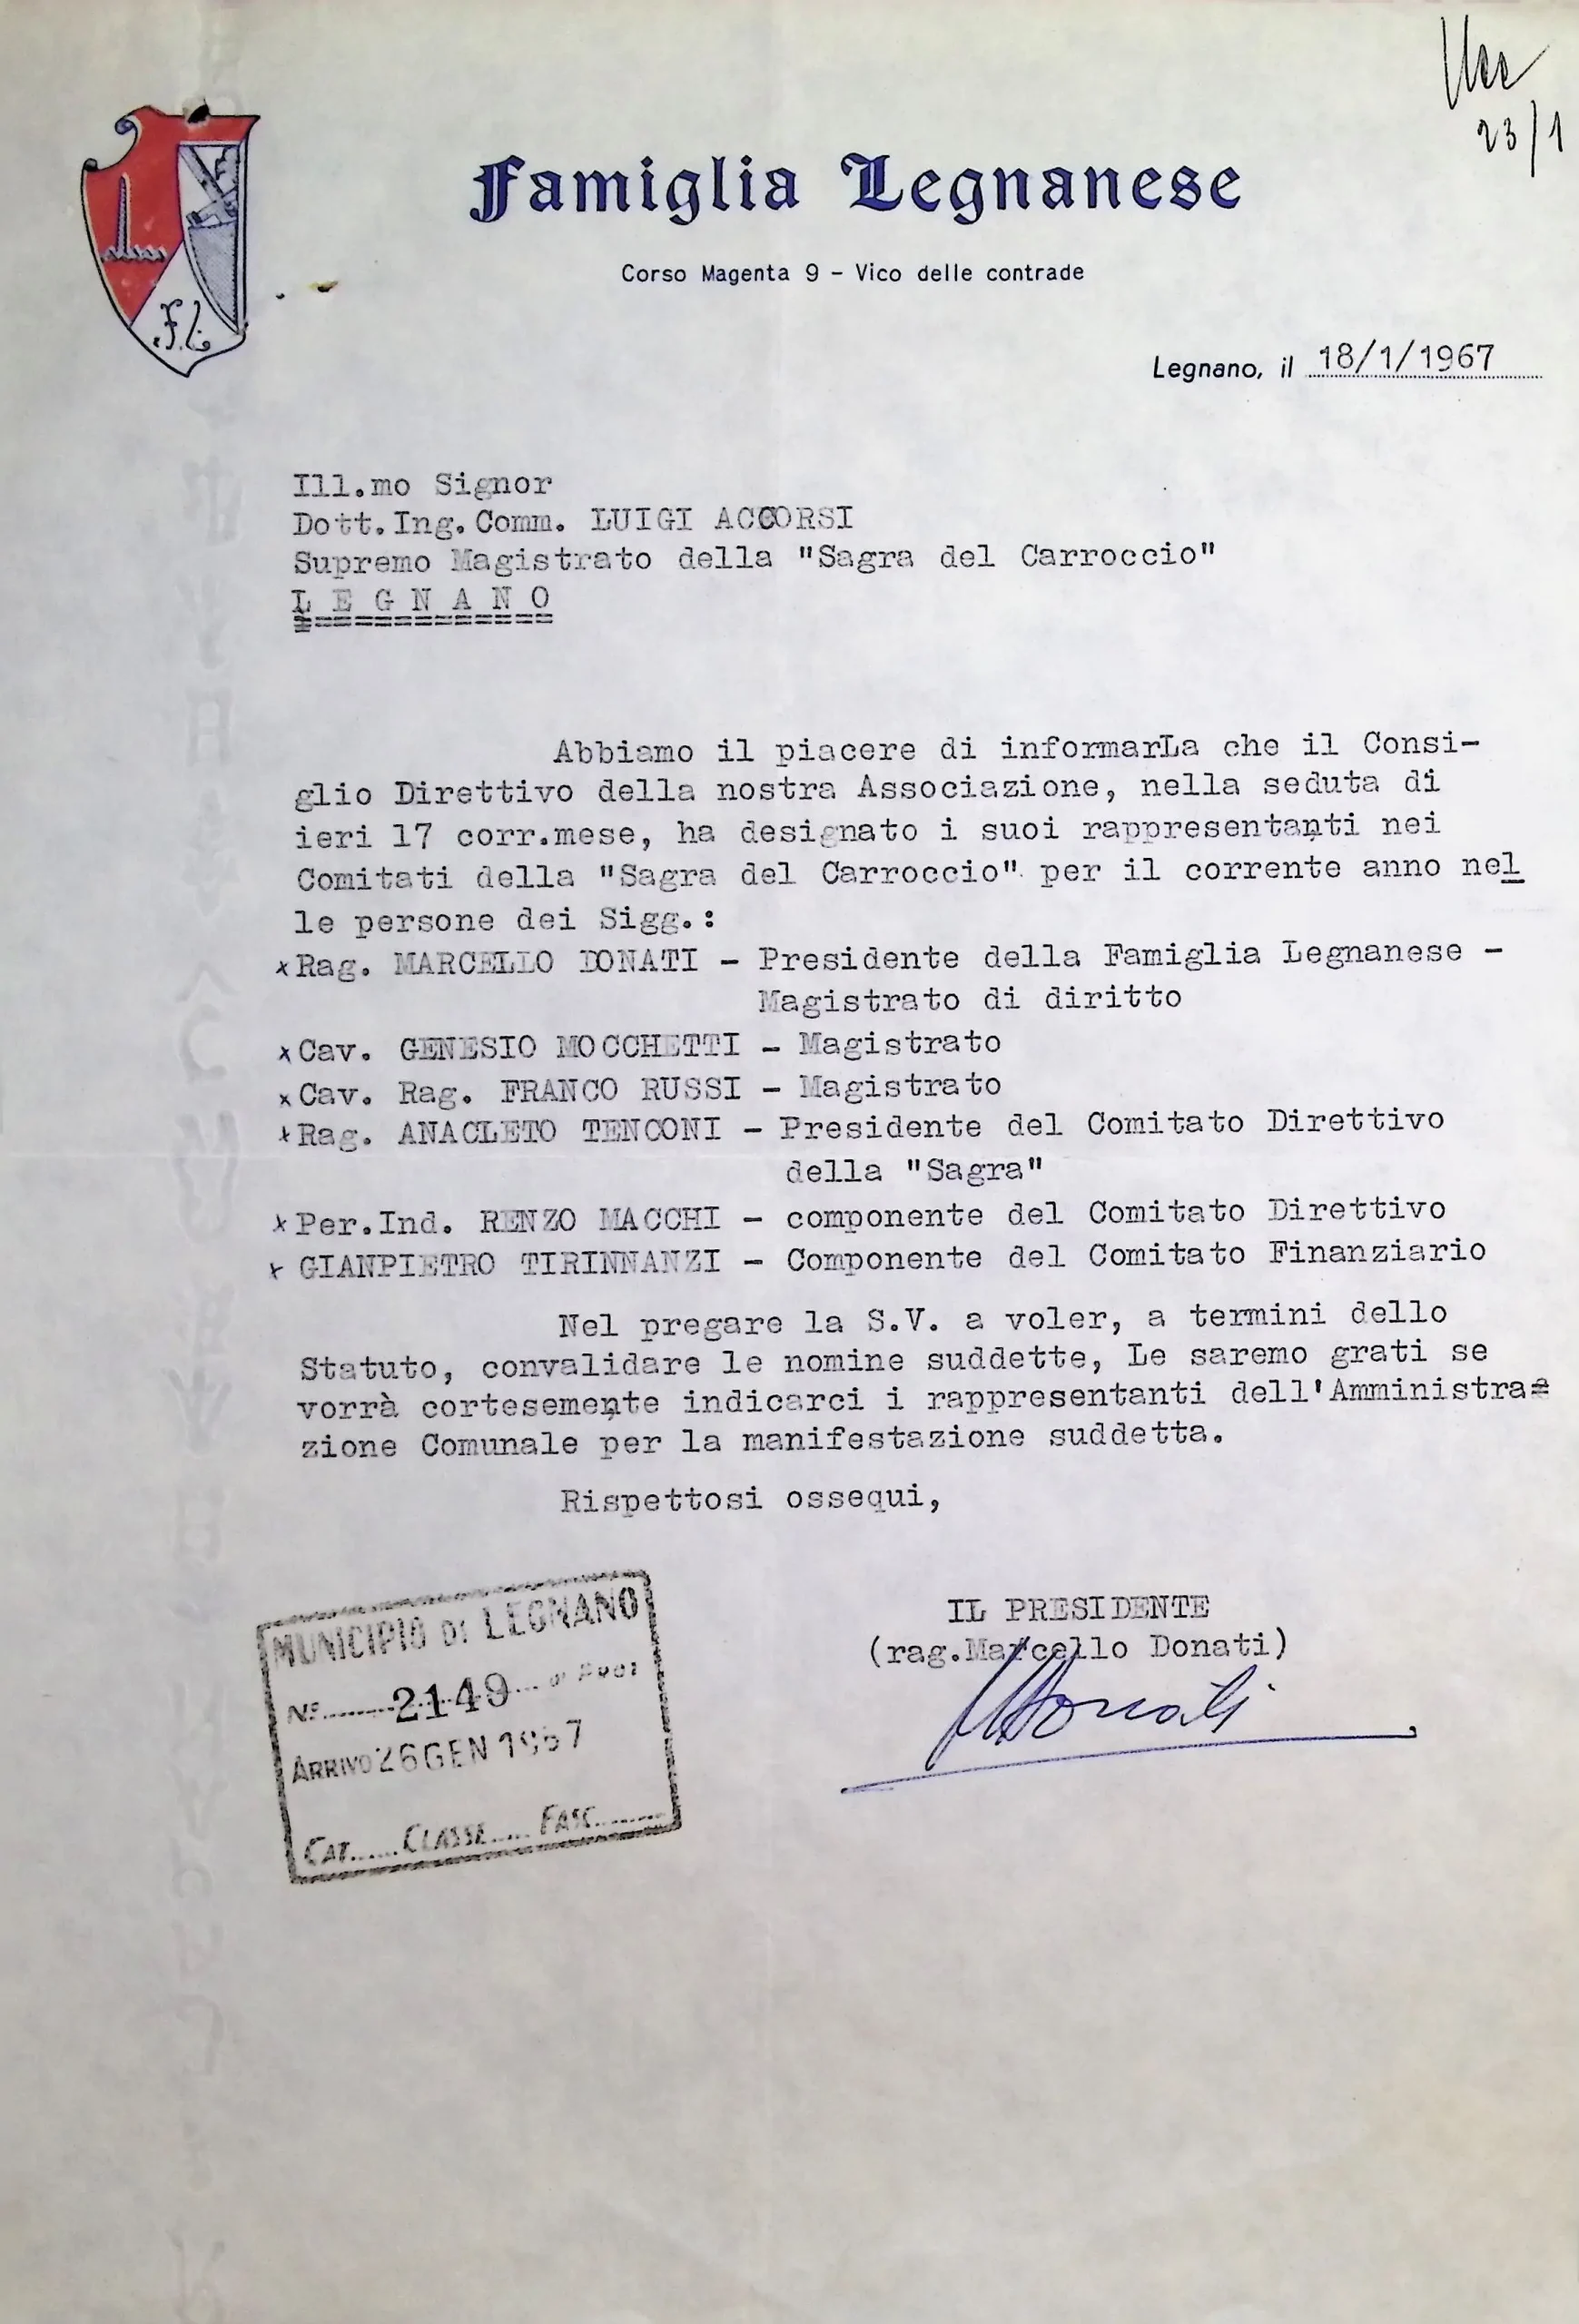 23/1
Famiglia Legnanese
Corso Magenta 9 - Vico delle contrade
F.L.
Legnano, il 18/1/1967
Ill.mo Signor
Dott.Ing.Comm. LUIGI ACCORSI
Supremo Magistrato della "Sagra del Carroccio"
L E G N A N O
=============
Abbiamo il piacere di informarLa che il Consi-
glio Direttivo della nostra Associazione, nella seduta di
ieri 17 corr.mese, ha designato i suoi rappresentanti nei
Comitati della "Sagra del Carroccio" per il corrente anno nel
le persone dei Sigg.:
x Rag. MARCELLO DONATI - Presidente della Famiglia Legnanese -
Magistrato di diritto
x Cav. GENESIO MOCCHETTI - Magistrato
x Cav. Rag. FRANCO RUSSI - Magistrato
x Rag. ANACLETO TENCONI - Presidente del Comitato Direttivo
della "Sagra"
x Per.Ind. RENZO MACCHI - componente del Comitato Direttivo
x GIANPIETRO TIRINNANZI - Componente del Comitato Finanziario
Nel pregare la S.V. a voler, a termini dello
Statuto, convalidare le nomine suddette, Le saremo grati se
vorrà cortesemente indicarci i rappresentanti dell'Amministra=
zione Comunale per la manifestazione suddetta.
Rispettosi ossequi,
IL PRESIDENTE
(rag.Marcello Donati)
MDonati
MUNICIPIO DI LEGNANO
N° 2149 di Prot
ARRIVO 26 GEN 1967
CAT...... CLASSE..... FASC.......